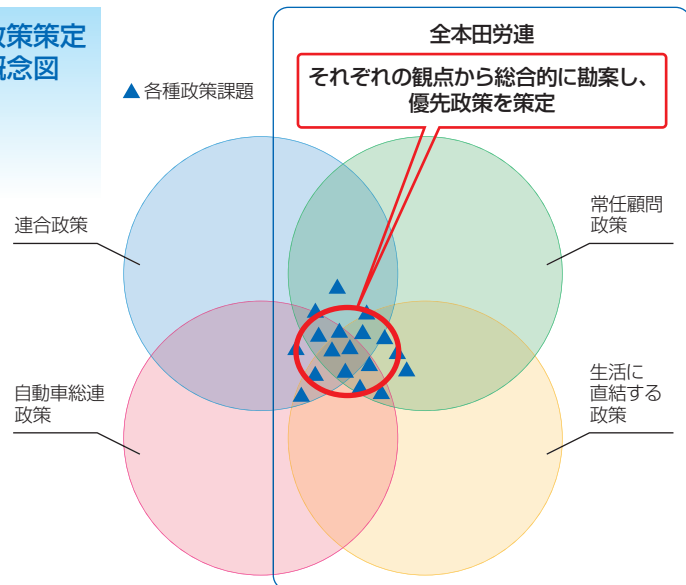 政策策定
概念図
▲各種政策課題
全本田労連
それぞれの観点から総合的に勘案し、
優先政策を策定
連合政策
常任顧問
政策
自動車総連
政策
生活に
直結する
政策